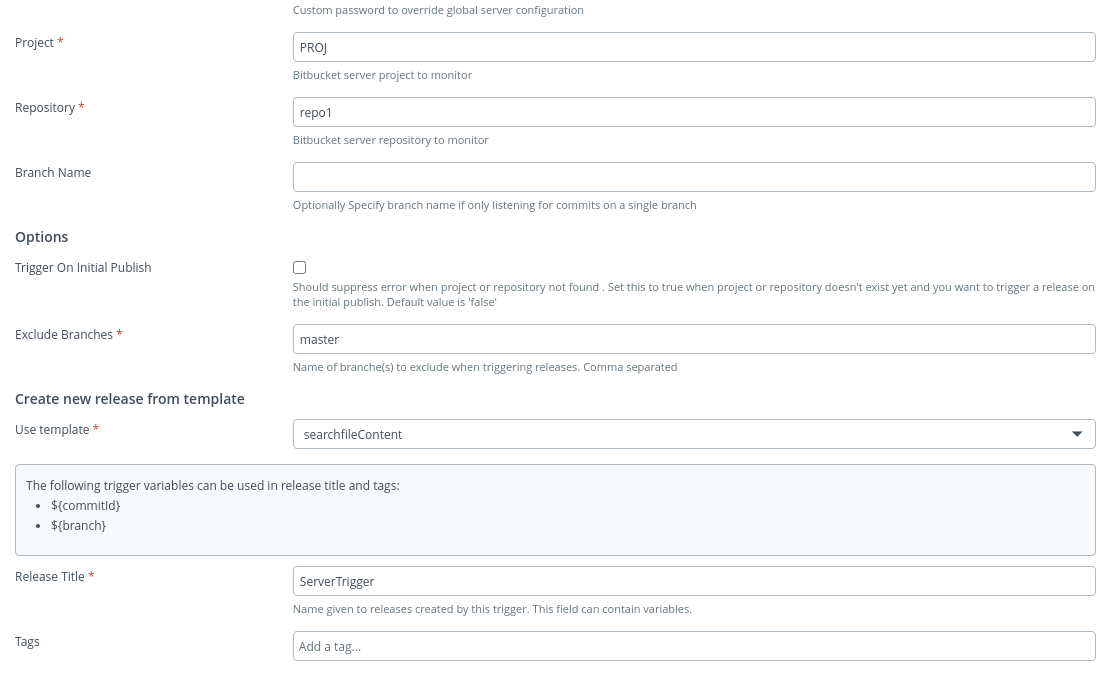 Custom password to override global server configuration
Project *
PROJ
Bitbucket server project to monitor
Repository *
repo1
Bitbucket server repository to monitor
Branch Name
Optionally Specify branch name if only listening for commits on a single branch
Options
Trigger On Initial Publish
Should suppress error when project or repository not found . Set this to true when project or repository doesn't exist yet and you want to trigger a release on
the initial publish. Default value is 'false'
Exclude Branches *
master
Name of branche(s) to exclude when triggering releases. Comma separated
Create new release from template
Use template *
searchfileContent
The following trigger variables can be used in release title and tags:
• ${commitId}
• ${branch}
Release Title *
ServerTrigger
Name given to releases created by this trigger. This field can contain variables.
Tags
Add a tag...